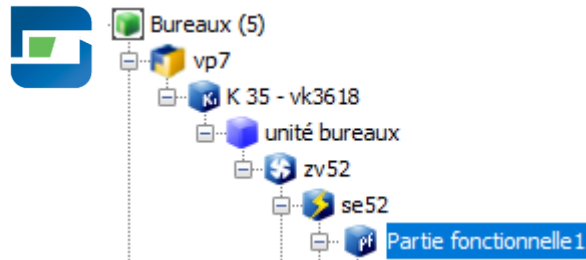 Bureaux (5)
vp7
K 35 - vk3618
unité bureaux
zv52
se52
Partie fonctionnelle1